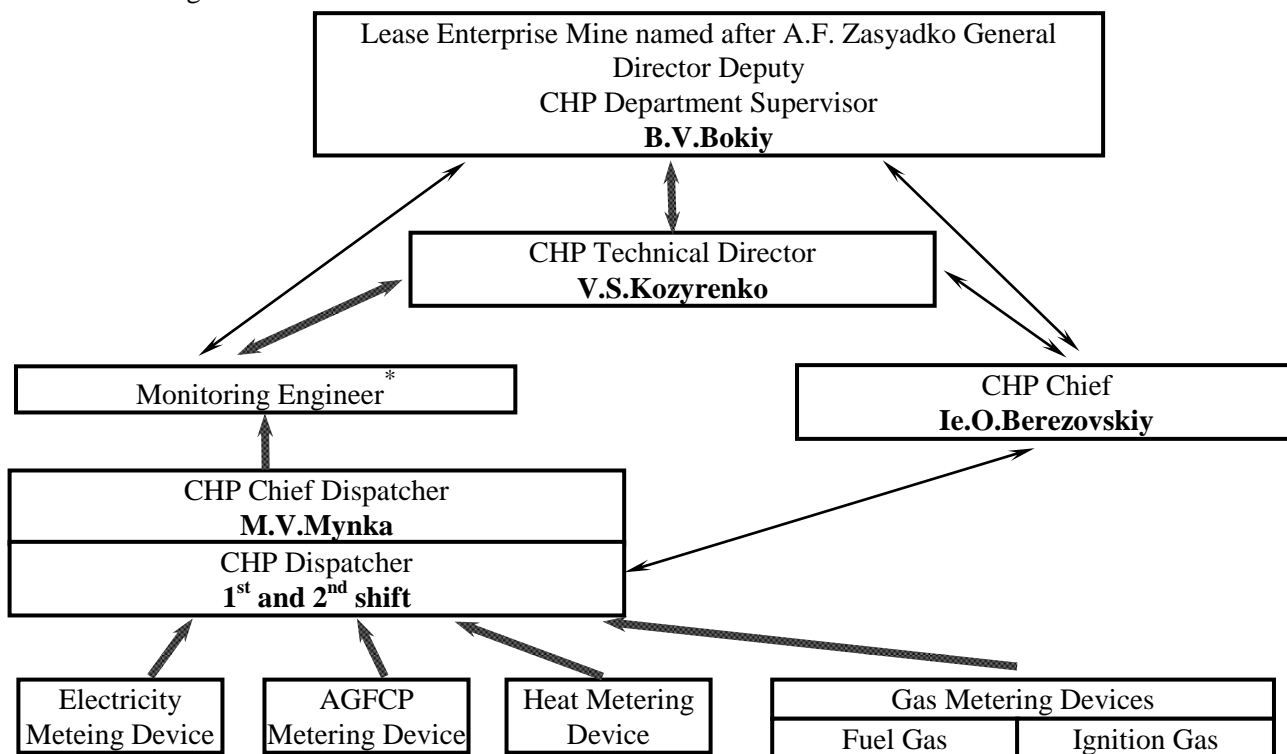 Lease Enterprise Mine named after A.F. Zasyadko General
Director Deputy
CHP Department Supervisor
B.V.Bokiy
CHP Technical Director
V.S.Kozyrenko
Monitoring Engineer*
CHP Chief
Ie.O.Berezovskiy
CHP Chief Dispatcher
M.V.Mynka
CHP Dispatcher
1st and 2nd shift
Electricity
Meteing Device
AGFCP
Metering Device
Heat Metering
Device
Gas Metering Devices
Fuel Gas
Ignition Gas